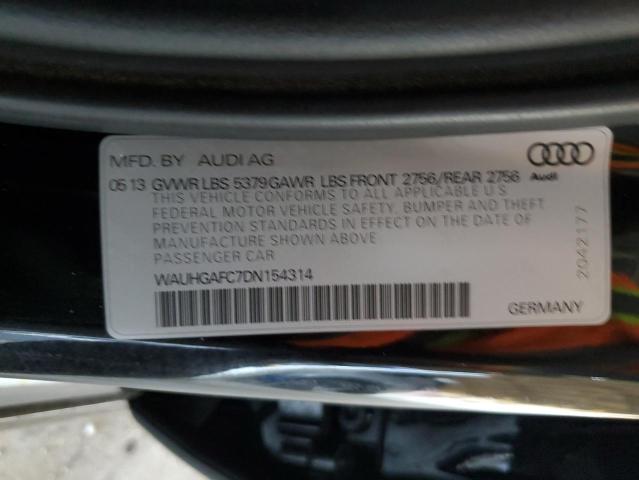 MFD. BY AUDI AG
05 13 GVWR LBS 5379 GAWR LBS FRONT 2756/REAR 2756
Audi
THIS VEHICLE CONFORMS TO ALL APPLICABLE U.S
FEDERAL MOTOR VEHICLE SAFETY, BUMPER AND THEFT
PREVENTION STANDARDS IN EFFECT ON THE DATE OF
MANUFACTURE SHOWN ABOVE
PASSENGER CAR
WAUHGAFC7DN154314
GERMANY
2042177